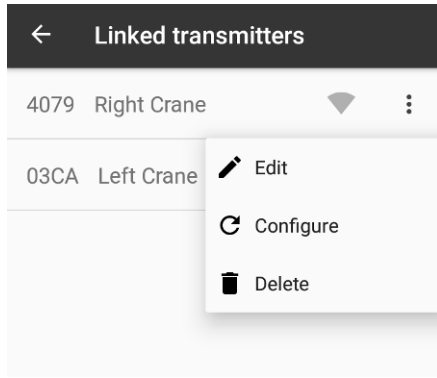 Linked transmitters
4079 Right Crane
03CA Left Crane
Edit
Configure
Delete